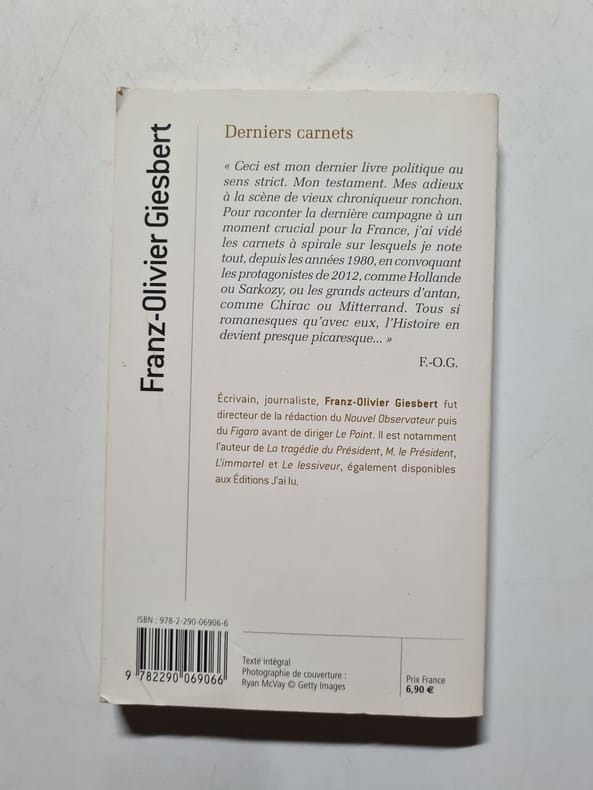 Franz-Olivier Giesbert
Derniers carnets
« Ceci est mon dernier livre politique au
sens strict. Mon testament. Mes adieux
à la scène de vieux chroniqueur ronchon.
Pour raconter la dernière campagne à un
moment crucial pour la France, j'ai vidé
les carnets à spirale sur lesquels je note
tout, depuis les années 1980, en convoquant
les protagonistes de 2012, comme Hollande
ou Sarkozy, ou les grands acteurs d'antan,
comme Chirac ou Mitterrand. Tous si
romanesques qu'avec eux, l'Histoire en
devient presque picaresque... »
F.-O.G.
Écrivain, journaliste, Franz-Olivier Giesbert fut
directeur de la rédaction du Nouvel Observateur puis
du Figaro avant de diriger Le Point. Il est notamment
l'auteur de La tragédie du Président, M. le Président,
L'immortel et Le lessiveur, également disponibles
aux Éditions J'ai lu.
ISBN : 978-2-290-06906-6
9 782290 069066
Texte intégral
Photographie de couverture :
Ryan McVay © Getty Images
Prix France
6,90 €